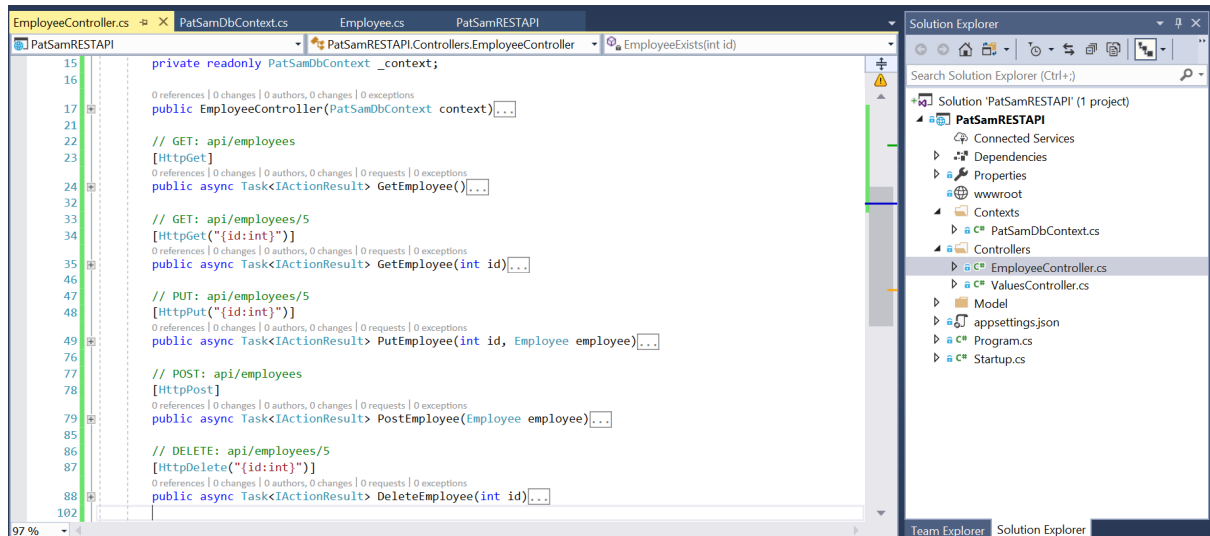 EmployeeController.cs PatSamDbContext.cs Employee.cs PatSamRESTAPI
PatSamRESTAPI PatSamRESTAPI.Controllers.EmployeeController EmployeeExists(int id)
15 private readonly PatSamDbContext _context;
16
0 references | 0 changes | 0 authors, 0 changes | 0 exceptions
17 public EmployeeController(PatSamDbContext context)...
21
22 // GET: api/employees
23 [HttpGet]
0 references | 0 changes | 0 authors, 0 changes | 0 requests | 0 exceptions
24 public async Task<IActionResult> GetEmployee()...
32
33 // GET: api/employees/5
34 [HttpGet("{id:int}")]
0 references | 0 changes | 0 authors, 0 changes | 0 requests | 0 exceptions
35 public async Task<IActionResult> GetEmployee(int id)...
46
47 // PUT: api/employees/5
48 [HttpPut("{id:int}")]
0 references | 0 changes | 0 authors, 0 changes | 0 requests | 0 exceptions
49 public async Task<IActionResult> PutEmployee(int id, Employee employee)...
76
77 // POST: api/employees
78 [HttpPost]
0 references | 0 changes | 0 authors, 0 changes | 0 requests | 0 exceptions
79 public async Task<IActionResult> PostEmployee(Employee employee)...
85
86 // DELETE: api/employees/5
87 [HttpDelete("{id:int}")]
0 references | 0 changes | 0 authors, 0 changes | 0 requests | 0 exceptions
88 public async Task<IActionResult> DeleteEmployee(int id)...
102
97 %
Solution Explorer
Search Solution Explorer (Ctrl+;)
Solution 'PatSamRESTAPI' (1 project)
PatSamRESTAPI
Connected Services
Dependencies
Properties
wwwroot
Contexts
C# PatSamDbContext.cs
Controllers
C# EmployeeController.cs
C# ValuesController.cs
Model
appsettings.json
C# Program.cs
C# Startup.cs
Team Explorer Solution Explorer